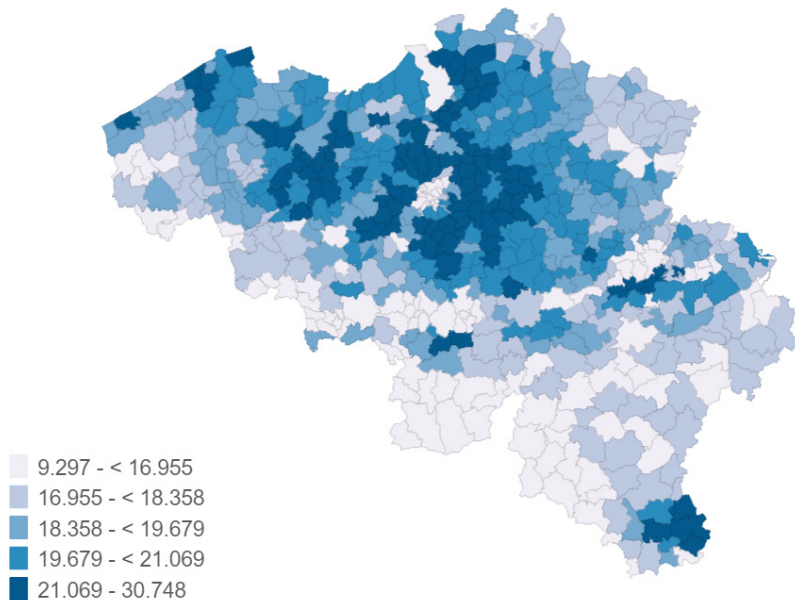 9.297 - < 16.955
16.955 - < 18.358
18.358 - < 19.679
19.679 - < 21.069
21.069 - 30.748